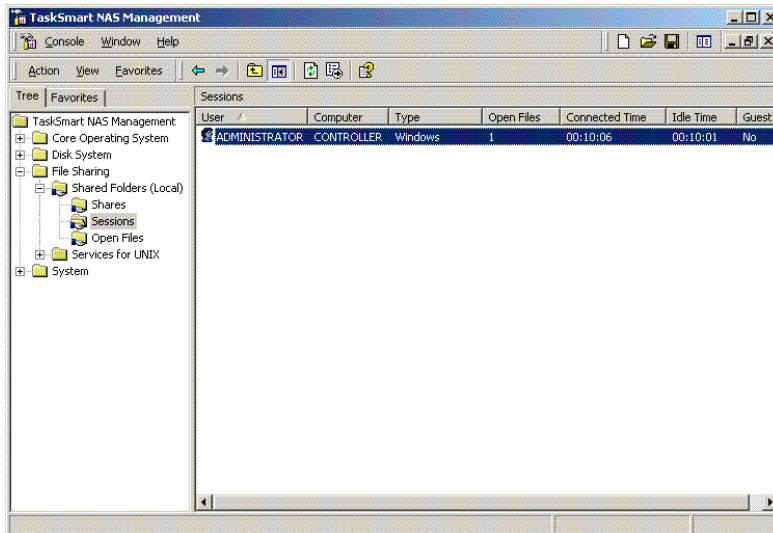 TaskSmart NAS Management
Console Window Help
Action View Favorites
Tree Favorites
Sessions
User Computer Type Open Files Connected Time Idle Time Guest
ADMINISTRATOR CONTROLLER Windows 1 00:10:06 00:10:01 No
TaskSmart NAS Management
Core Operating System
Disk System
File Sharing
Shared Folders (Local)
Shares
Sessions
Open Files
Services for UNIX
System